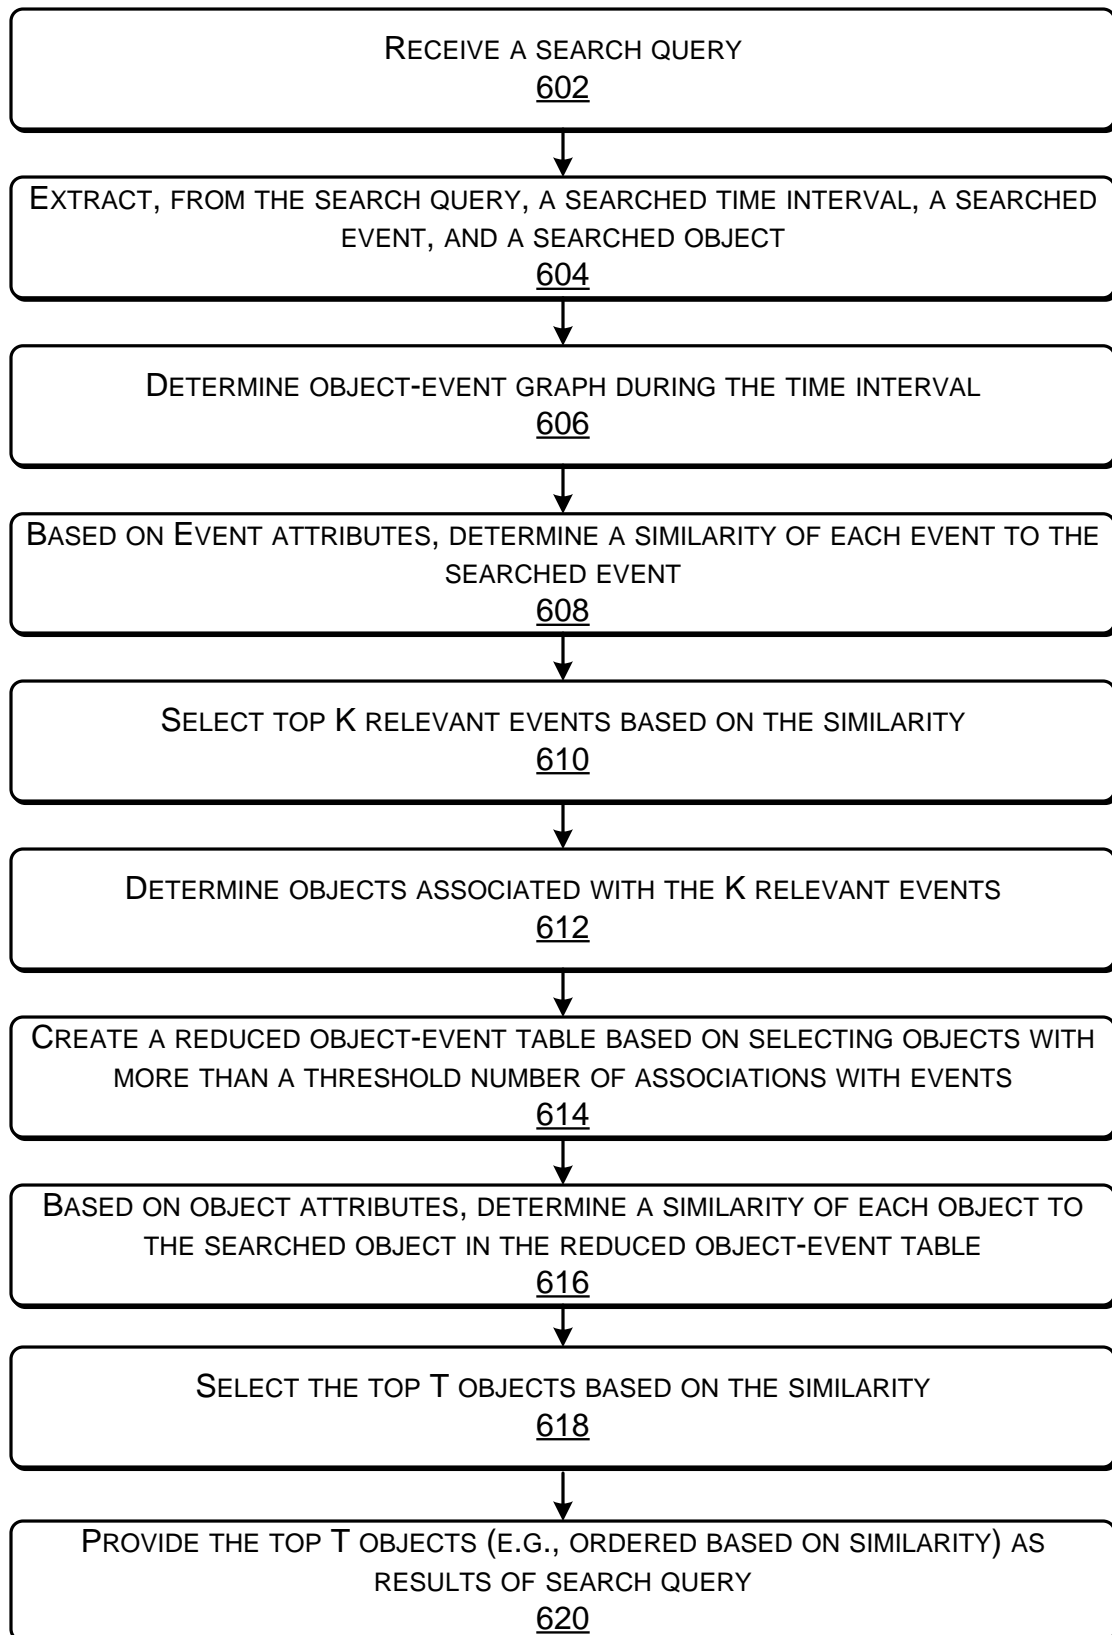 RECEIVE A SEARCH QUERY
602
EXTRACT, FROM THE SEARCH QUERY, A SEARCHED TIME INTERVAL, A SEARCHED
EVENT, AND A SEARCHED OBJECT
604
DETERMINE OBJECT-EVENT GRAPH DURING THE TIME INTERVAL
606
BASED ON EVENT ATTRIBUTES, DETERMINE A SIMILARITY OF EACH EVENT TO THE
SEARCHED EVENT
608
SELECT TOP K RELEVANT EVENTS BASED ON THE SIMILARITY
610
DETERMINE OBJECTS ASSOCIATED WITH THE K RELEVANT EVENTS
612
CREATE A REDUCED OBJECT-EVENT TABLE BASED ON SELECTING OBJECTS WITH
MORE THAN A THRESHOLD NUMBER OF ASSOCIATIONS WITH EVENTS
614
BASED ON OBJECT ATTRIBUTES, DETERMINE A SIMILARITY OF EACH OBJECT TO
THE SEARCHED OBJECT IN THE REDUCED OBJECT-EVENT TABLE
616
SELECT THE TOP T OBJECTS BASED ON THE SIMILARITY
618
PROVIDE THE TOP T OBJECTS (E.G., ORDERED BASED ON SIMILARITY) AS
RESULTS OF SEARCH QUERY
620